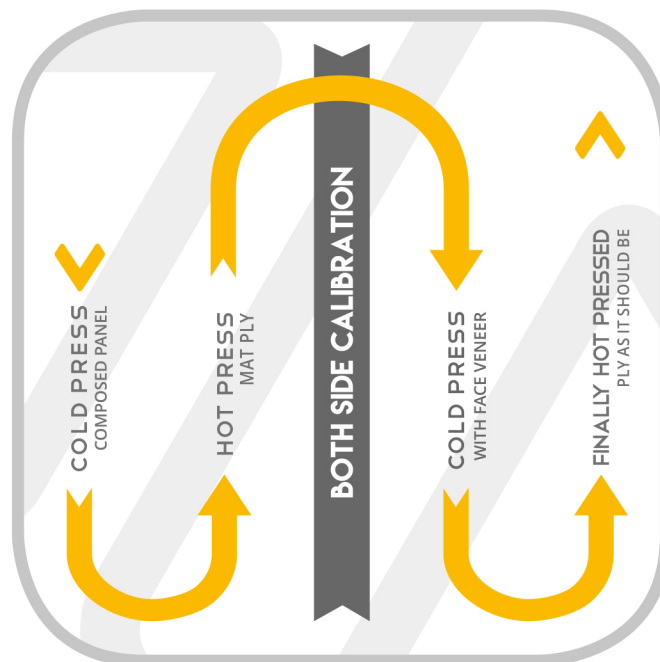 COLD PRESS
COMPOSED PANEL
HOT PRESS
MAT PLY
BOTH SIDE CALIBRATION
COLD PRESS
WITH FACE VENEER
FINALLY HOT PRESSED
PLY AS IT SHOULD BE